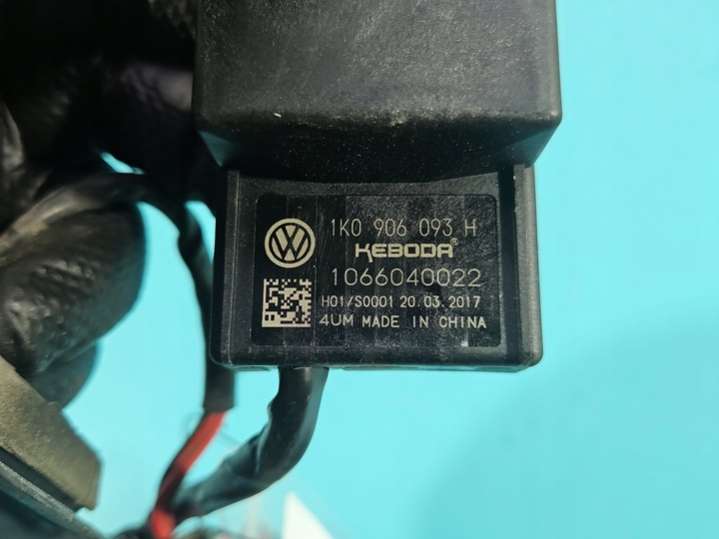 1K0 906 093 H
KEBODA®
1066040022
H01/S0001 20.03.2017
4UM MADE IN CHINA